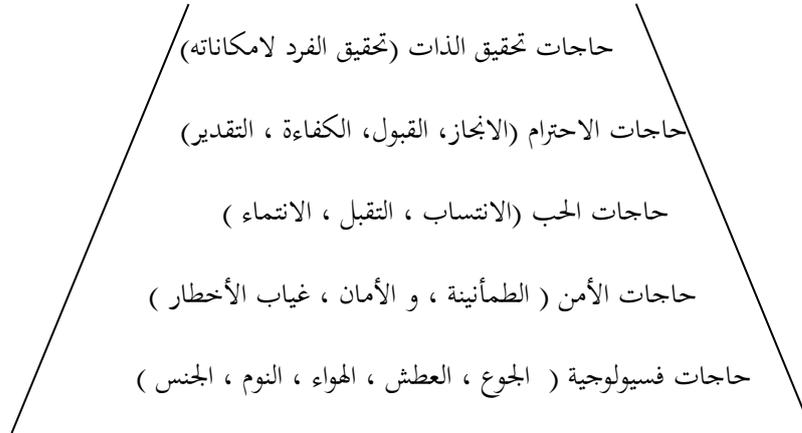 حاجات تحقيق الذات (تحقيق الفرد لامكاناته)
حاجات الاحترام (الانجاز، القبول، الكفاءة ، التقدير)
حاجات الحب (الانتساب ، التقبل ، الانتماء )
حاجات الأمن ( الطمأنينة ، و الأمان ، غياب الأخطار )
حاجات فسيولوجية ( الجوع ، العطش ، الهواء ، النوم ، الجنس )